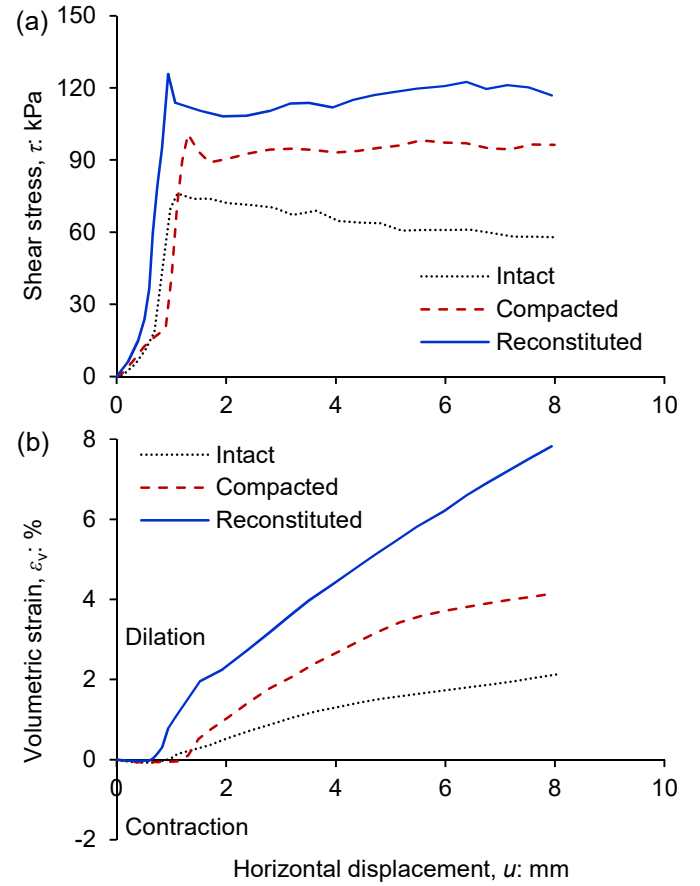 (a)
Shear stress, τ: kPa
150
120
90
60
30
0
Intact
Compacted
Reconstituted
0 2 4 6 8 10
(b)
Volumetric strain, εv: %
8
6
4
2
0
-2
Intact
Compacted
Reconstituted
Dilation
0 2 4 6 8 10
Contraction
Horizontal displacement, u: mm